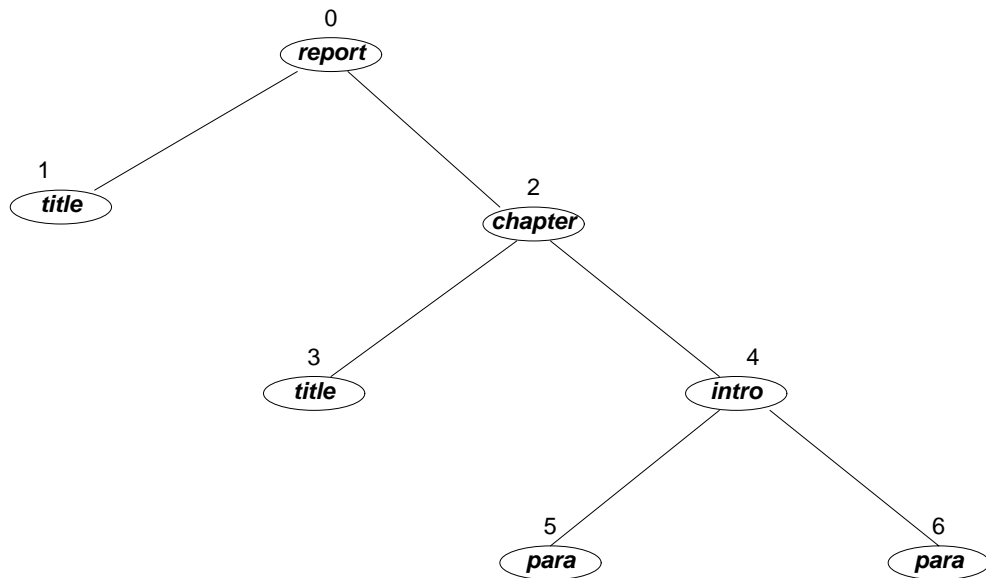 0
report
1
title
2
chapter
3
title
4
intro
5
para
6
para